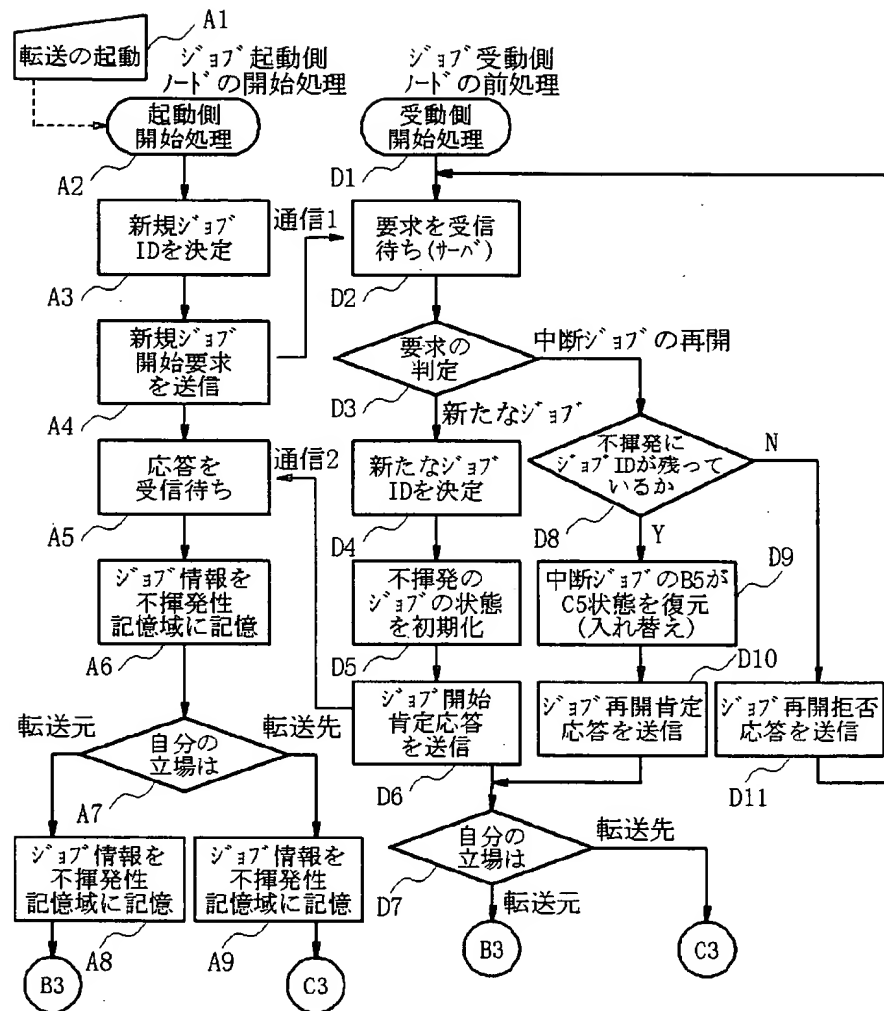 転送の起動
A1
ジョブ起動側
ノードの開始処理
起動側
開始処理
A2
新規ジョブ
IDを決定
A3
通信1
新規ジョブ
開始要求
を送信
A4
応答を
受信待ち
A5
通信2
ジョブ情報を
不揮発性
記憶域に記憶
A6
転送元
転送先
自分の
立場は
A7
ジョブ情報を
不揮発性
記憶域に記憶
A8
ジョブ情報を
不揮発性
記憶域に記憶
A9
B3
C3
ジョブ受動側
ノードの前処理
受動側
開始処理
D1
要求を受信
待ち(サーバ)
D2
要求の
判定
D3
中断ジョブの再開
新たなジョブ
新たなジョブ
IDを決定
D4
不揮発に
ジョブIDが残って
いるか
D8
N
Y
不揮発の
ジョブの状態
を初期化
D5
中断ジョブのB5が
C5状態を復元
(入れ替え)
D9
ジョブ開始
肯定応答
を送信
D6
ジョブ再開肯定
応答を送信
D10
ジョブ再開拒否
応答を送信
D11
自分の
立場は
D7
転送先
転送元
B3
C3